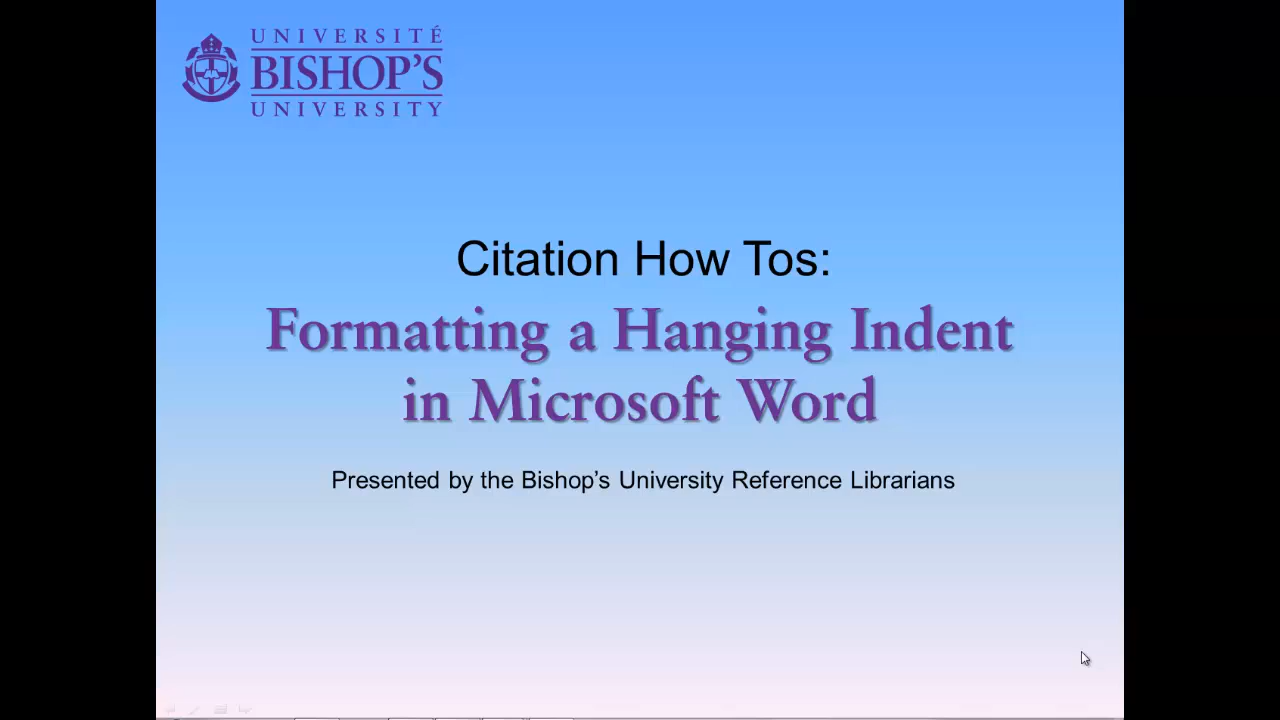 UNIVERSITÉ
BISHOP'S
UNIVERSITY
Citation How Tos:
Formatting a Hanging Indent
in Microsoft Word
Presented by the Bishop’s University Reference Librarians